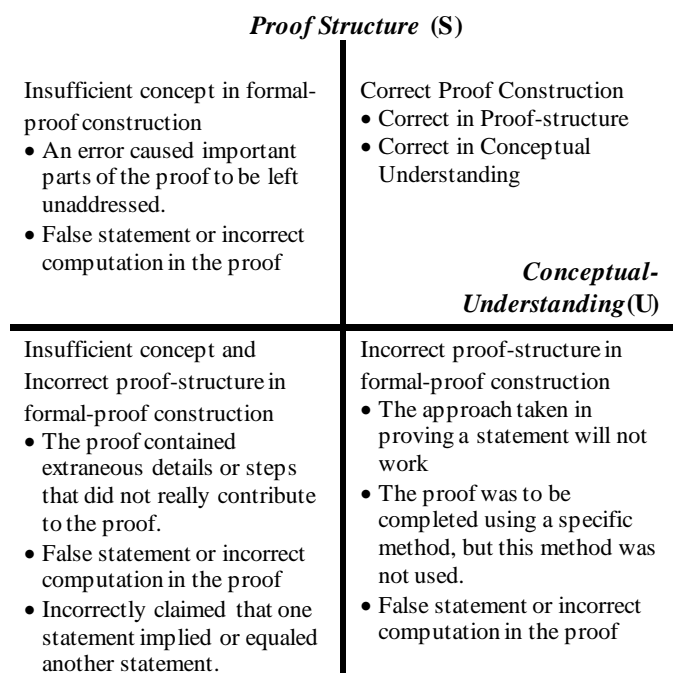 Proof Structure (S)
Insufficient concept in formal-
proof construction
• An error caused important
parts of the proof to be left
unaddressed.
• False statement or incorrect
computation in the proof
Correct Proof Construction
• Correct in Proof-structure
• Correct in Conceptual
Understanding
Conceptual-
Understanding(U)
Insufficient concept and
Incorrect proof-structure in
formal-proof construction
• The proof contained
extraneous details or steps
that did not really contribute
to the proof.
• False statement or incorrect
computation in the proof
• Incorrectly claimed that one
statement implied or equaled
another statement.
Incorrect proof-structure in
formal-proof construction
• The approach taken in
proving a statement will not
work
• The proof was to be
completed using a specific
method, but this method was
not used.
• False statement or incorrect
computation in the proof